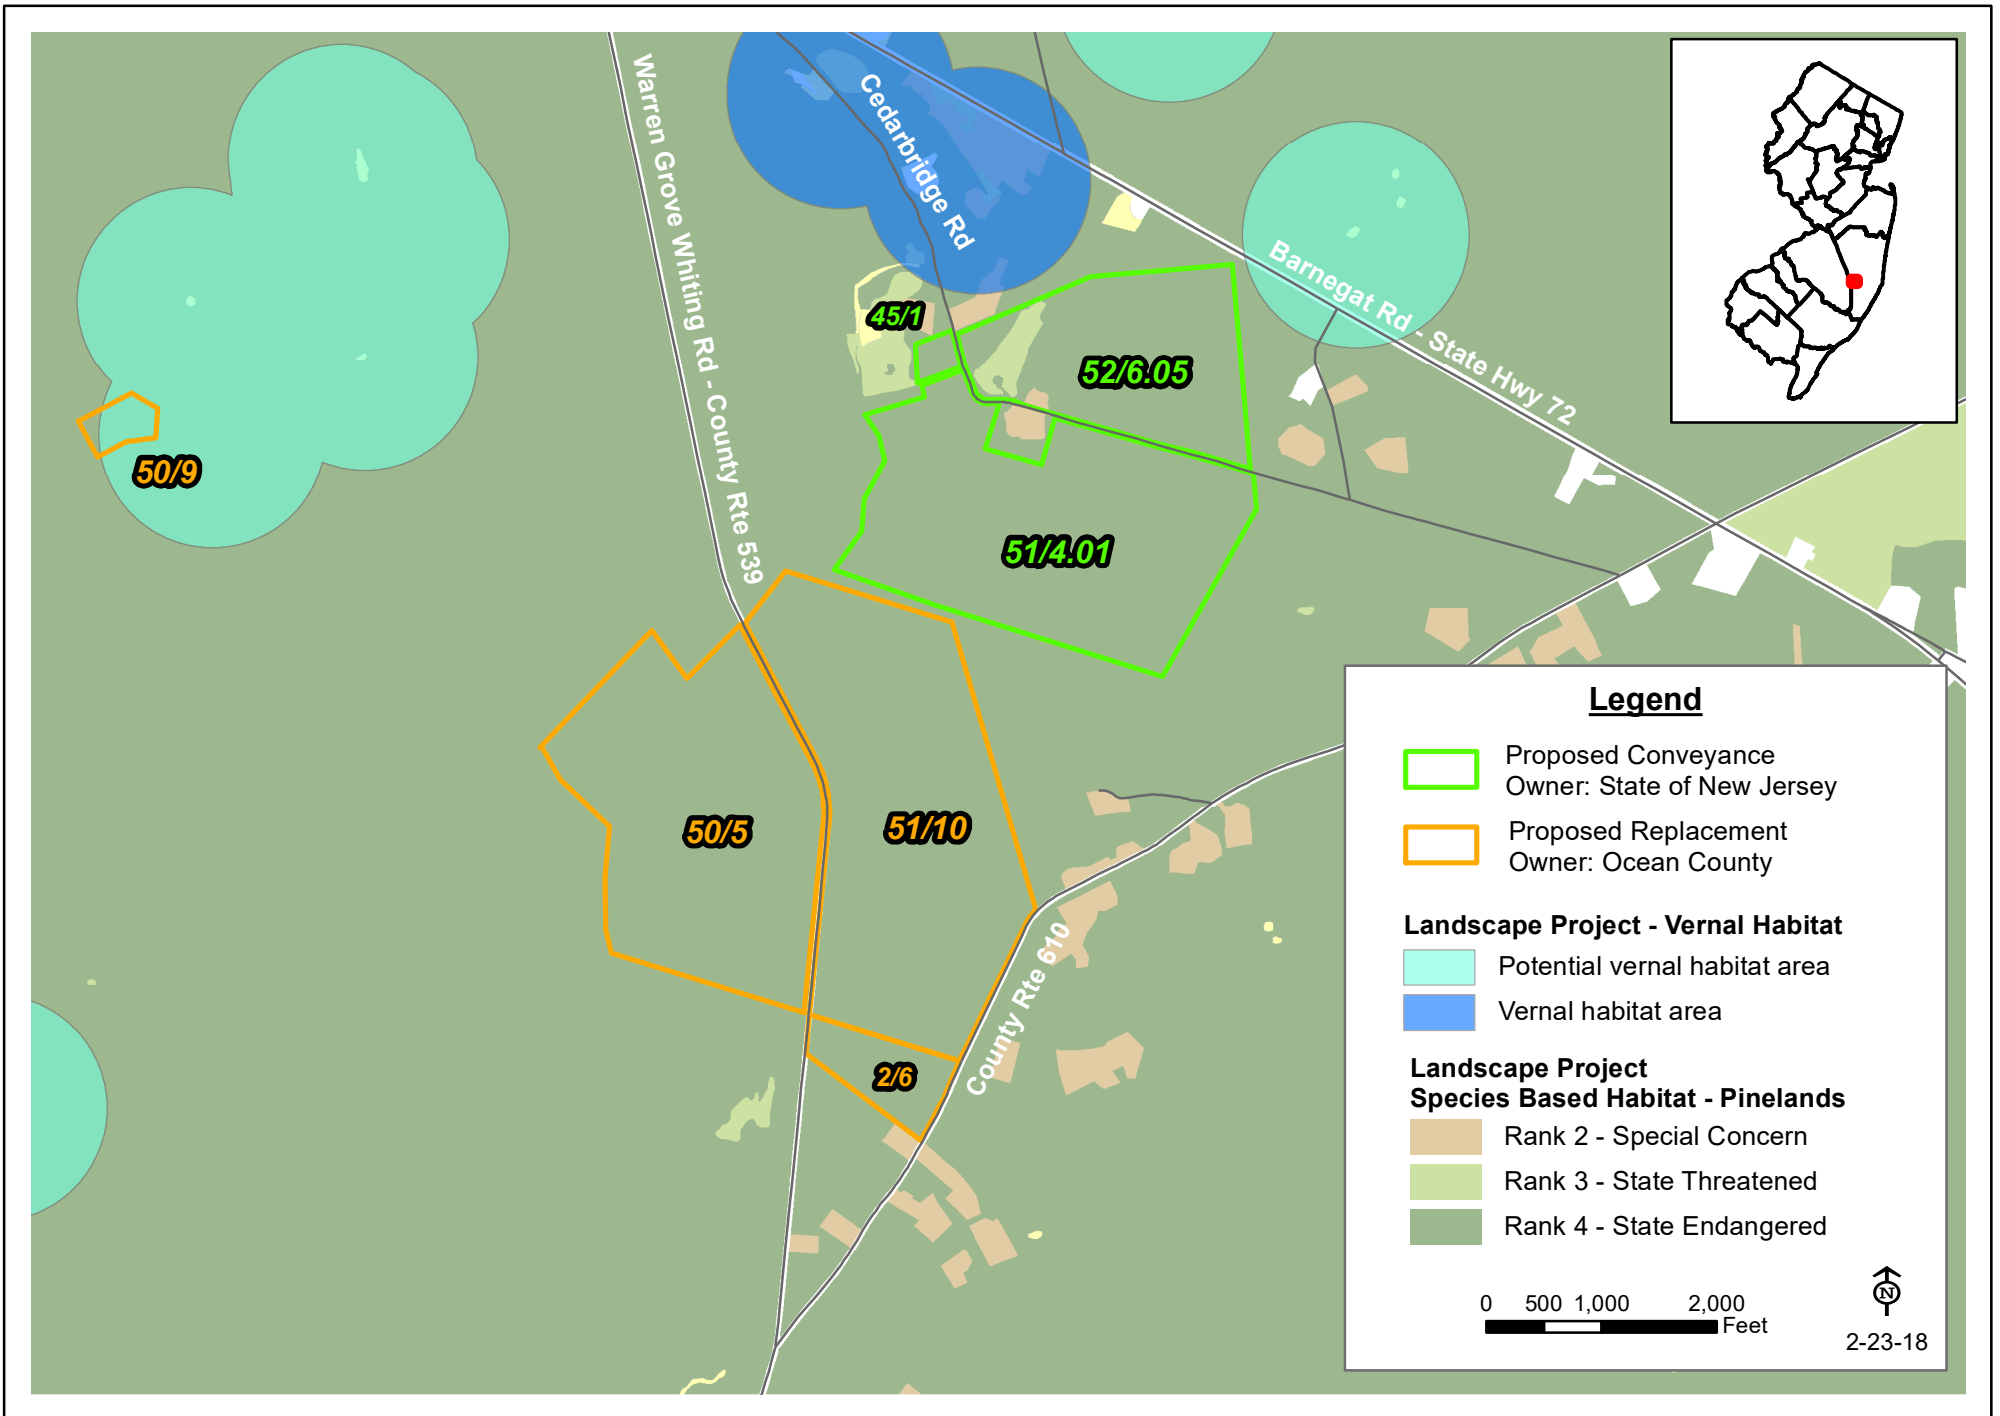 Warren Grove Whiting Rd - County Rte 539
Cedarbridge Rd
Barnegat Rd - State Hwy 72
45/1
52/6.05
50/9
51/4.01
50/5
51/10
2/6
County Rte 610
Legend
Proposed Conveyance
Owner: State of New Jersey
Proposed Replacement
Owner: Ocean County
Landscape Project - Vernal Habitat
Potential vernal habitat area
Vernal habitat area
Landscape Project
Species Based Habitat - Pinelands
Rank 2 - Special Concern
Rank 3 - State Threatened
Rank 4 - State Endangered
0 500 1,000 2,000
Feet
N
2-23-18